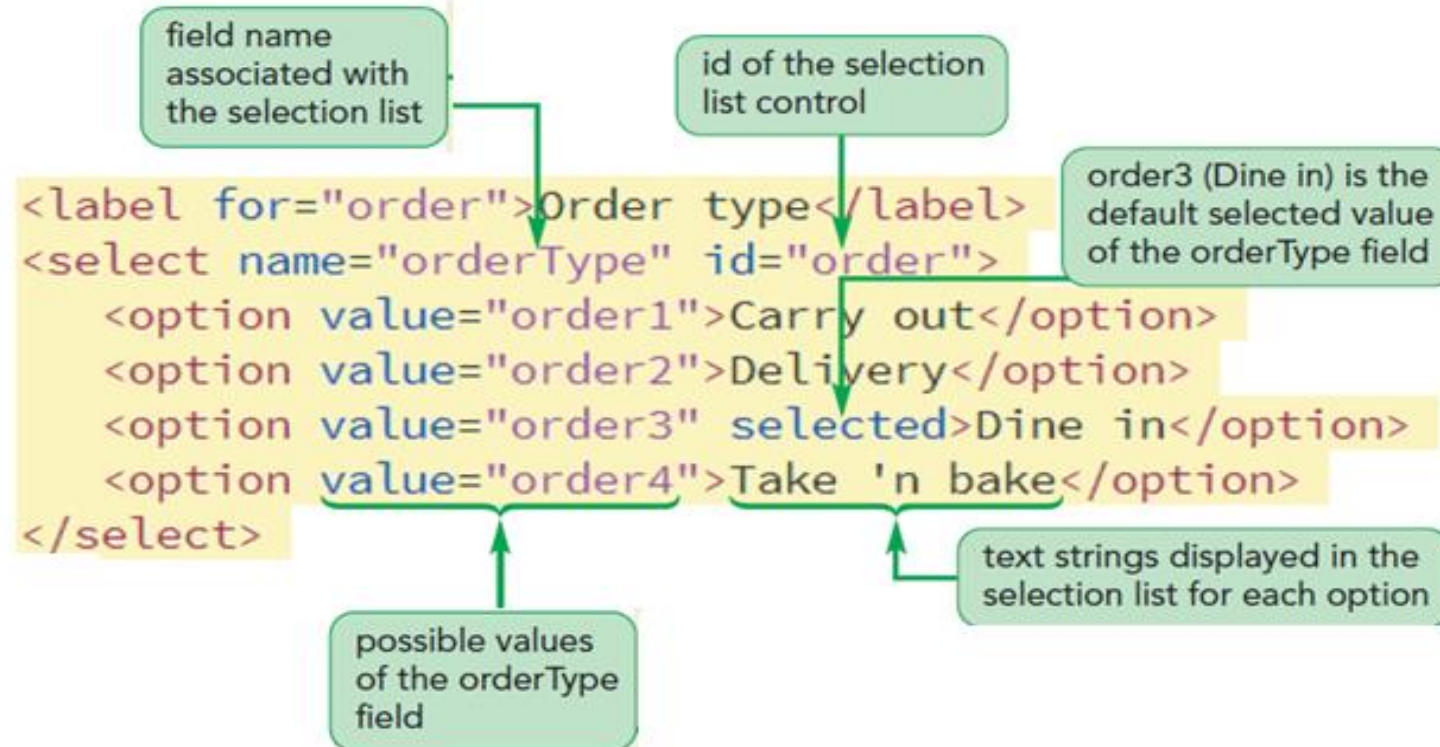 field name
associated with
the selection list
id of the selection
list control
order3 (Dine in) is the
default selected value
of the orderType field
<label for="order">Order type</label>
<select name="orderType" id="order">
<option value="order1">Carry out</option>
<option value="order2">Delivery</option>
<option value="order3" selected>Dine in</option>
<option value="order4">Take 'n bake</option>
</select>
text strings displayed in the
selection list for each option
possible values
of the orderType
field